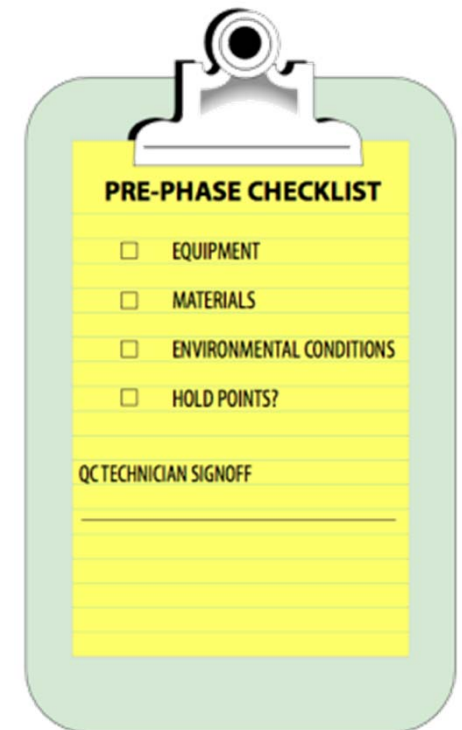 PRE-PHASE CHECKLIST
EQUIPMENT
MATERIALS
ENVIRONMENTAL CONDITIONS
HOLD POINTS?
QC TECHNICIAN SIGNOFF